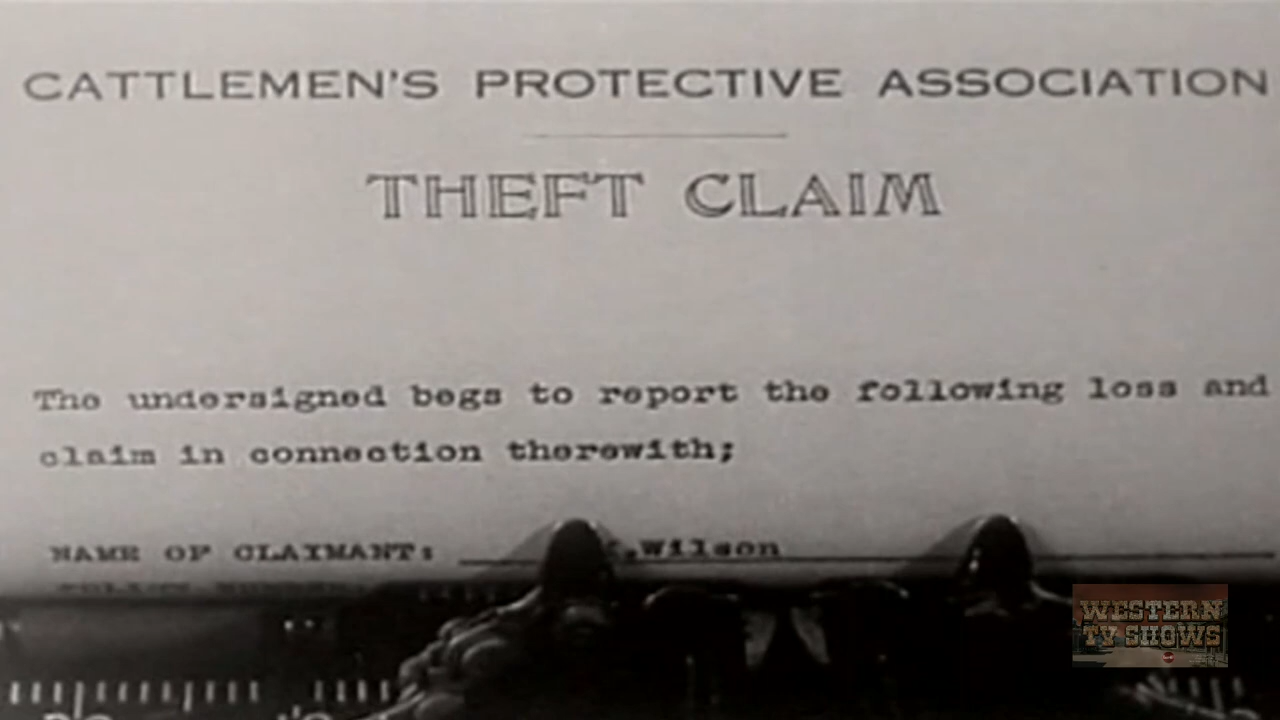 CATTLEMEN'S PROTECTIVE ASSOCIATION
THEFT CLAIM
The undersigned begs to report the following loss and
claim in connection therewith;
NAME OF CLAIMANT: .Wilson
WESTERN
TV SHOWS